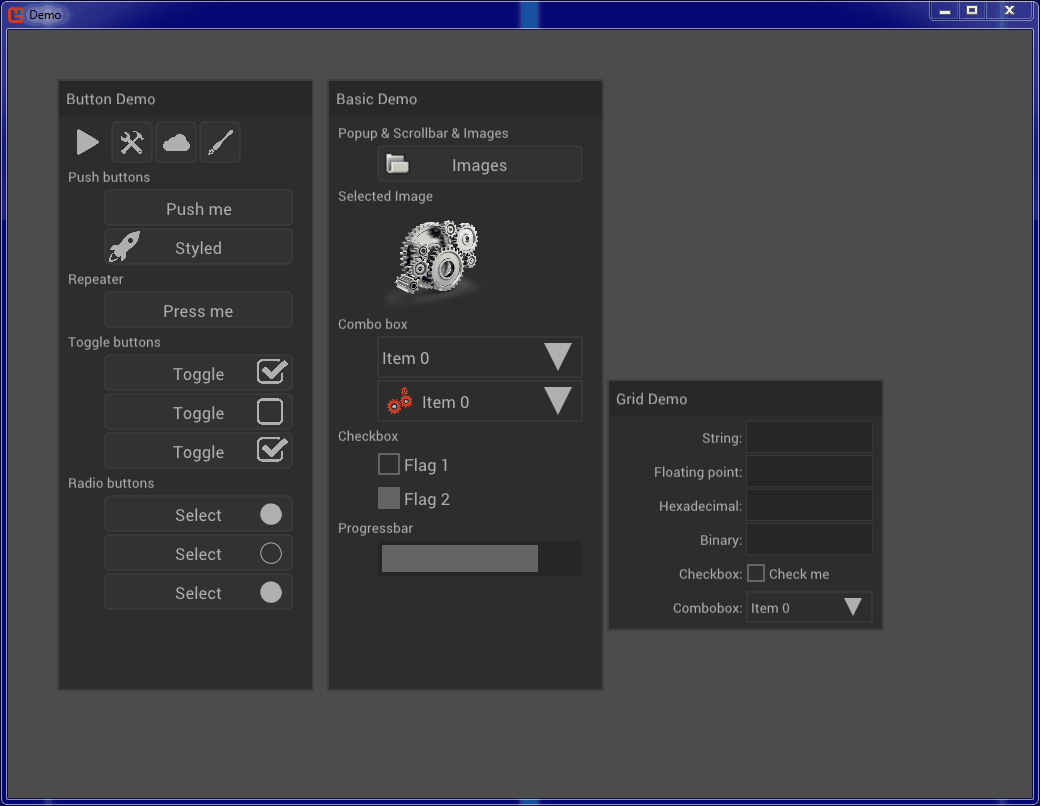 Demo
Button Demo
Push buttons
Push me
Styled
Repeater
Press me
Toggle buttons
Toggle
Toggle
Toggle
Radio buttons
Select
Select
Select
Basic Demo
Popup & Scrollbar & Images
Images
Selected Image
Combo box
Item 0
Item 0
Checkbox
Flag 1
Flag 2
Progressbar
Grid Demo
String:
Floating point:
Hexadecimal:
Binary:
Checkbox: Check me
Combobox: Item 0